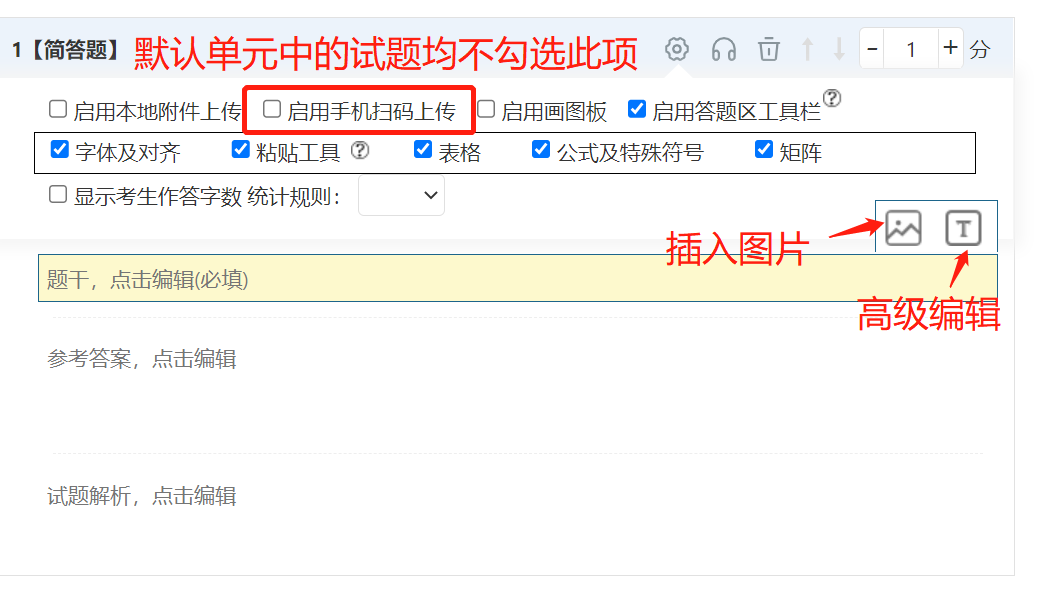 1【简答题】 默认单元中的试题均不勾选此项 - 1 + 分
启用本地附件上传 启用手机扫码上传 启用画图板 启用答题区工具栏 ?
字体及对齐 粘贴工具 ? 表格 公式及特殊符号 矩阵
显示考生作答字数 统计规则：
T
插入图片
题干，点击编辑(必填)
高级编辑
参考答案，点击编辑
试题解析，点击编辑